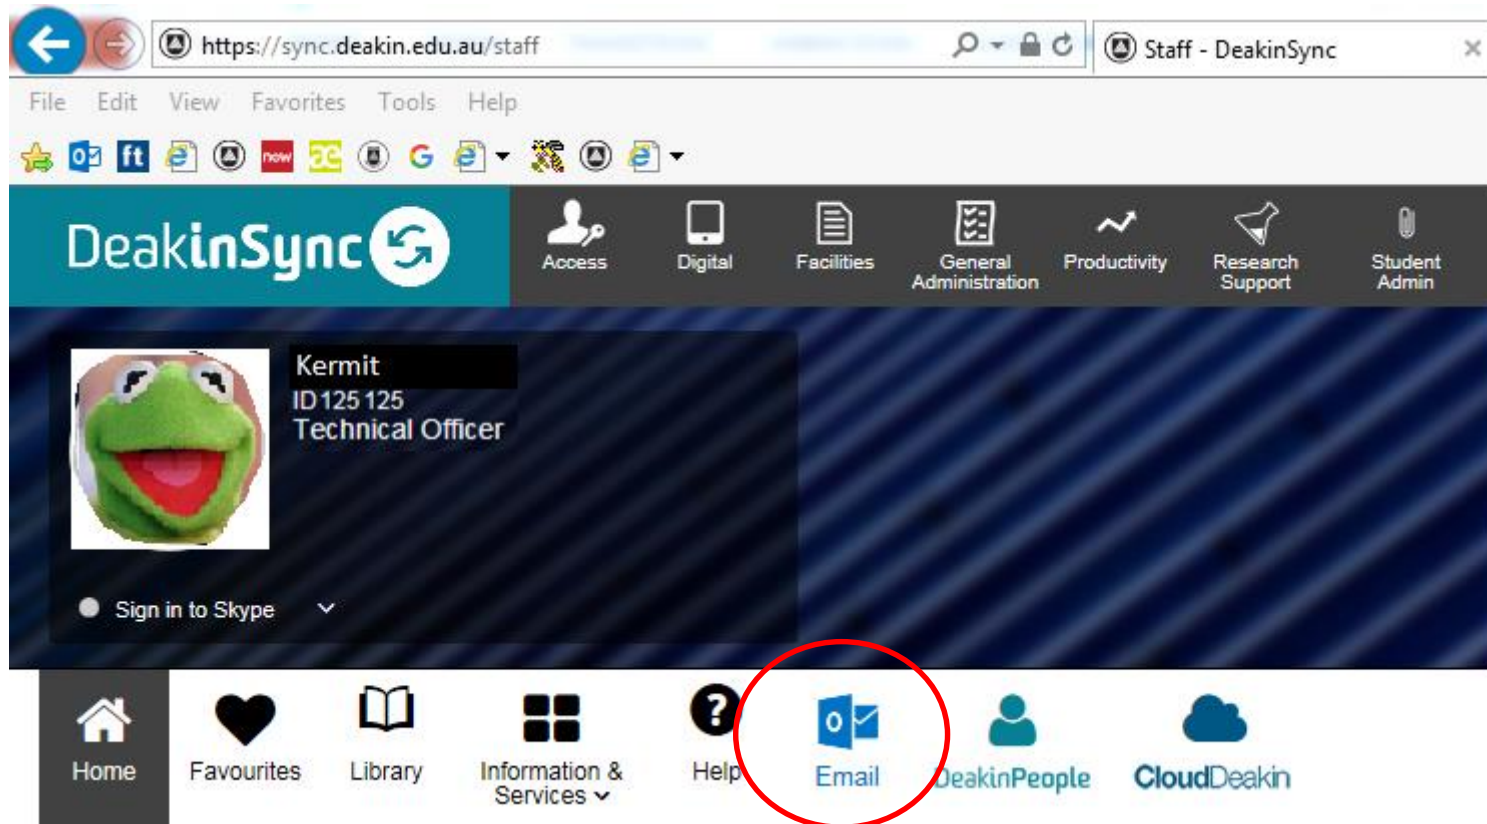 https://sync.deakin.edu.au/staff
Staff - DeakinSync
File Edit View Favorites Tools Help
ft now G
DeakinSync
Access
Digital
Facilities
General
Administration
Productivity
Research
Support
Student
Admin
Kermit
ID 125 125
Technical Officer
Sign in to Skype
Home
Favourites
Library
Information &
Services
Help
Email
DeakinPeople
CloudDeakin